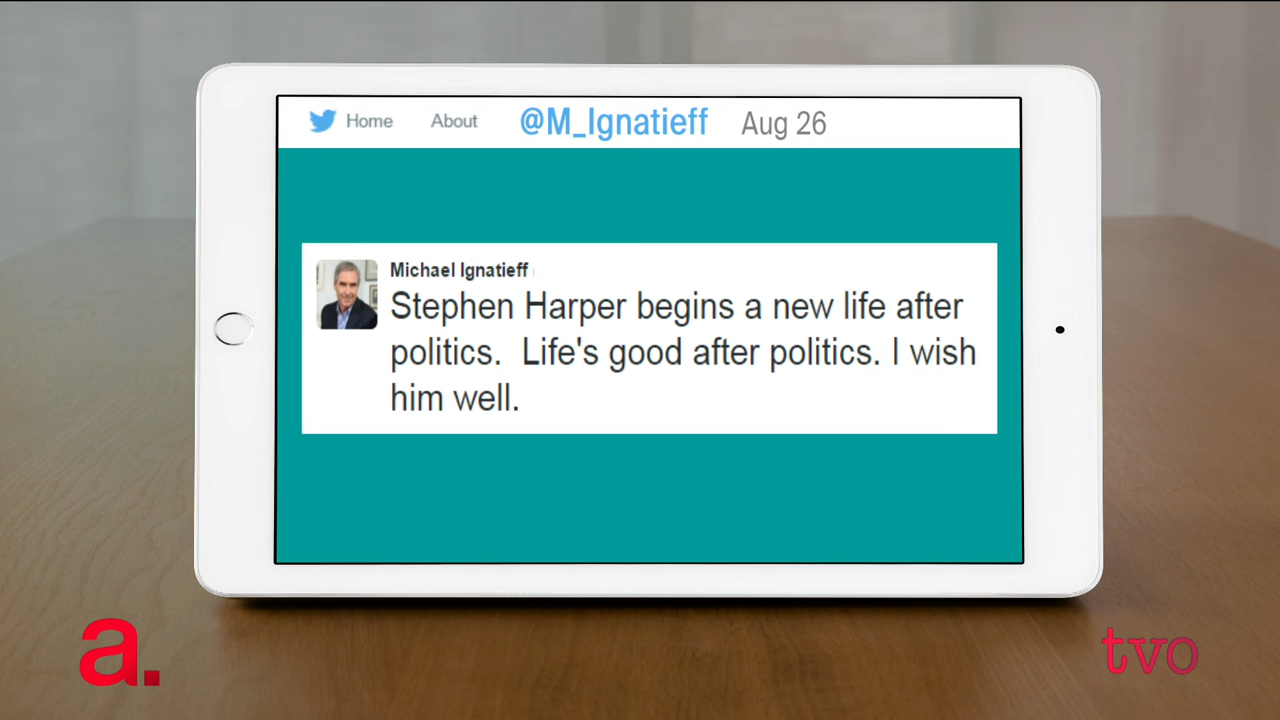 Home About @M_Ignatieff Aug 26
Michael Ignatieff
Stephen Harper begins a new life after
politics. Life's good after politics. I wish
him well.
a. tvo